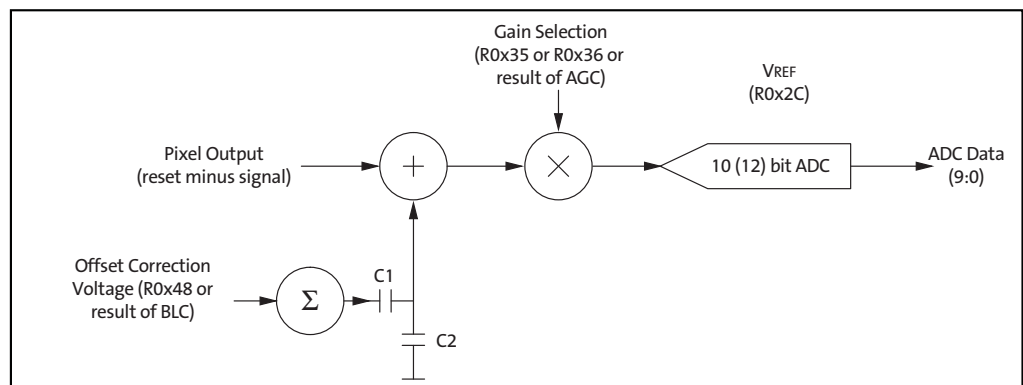 Gain Selection
(R0x35 or R0x36 or
result of AGC)
VREF
(R0x2C)
Pixel Output
(reset minus signal)
+
×
10 (12) bit ADC
ADC Data
(9:0)
Offset Correction
Voltage (R0x48 or
result of BLC)
Σ
C1
C2